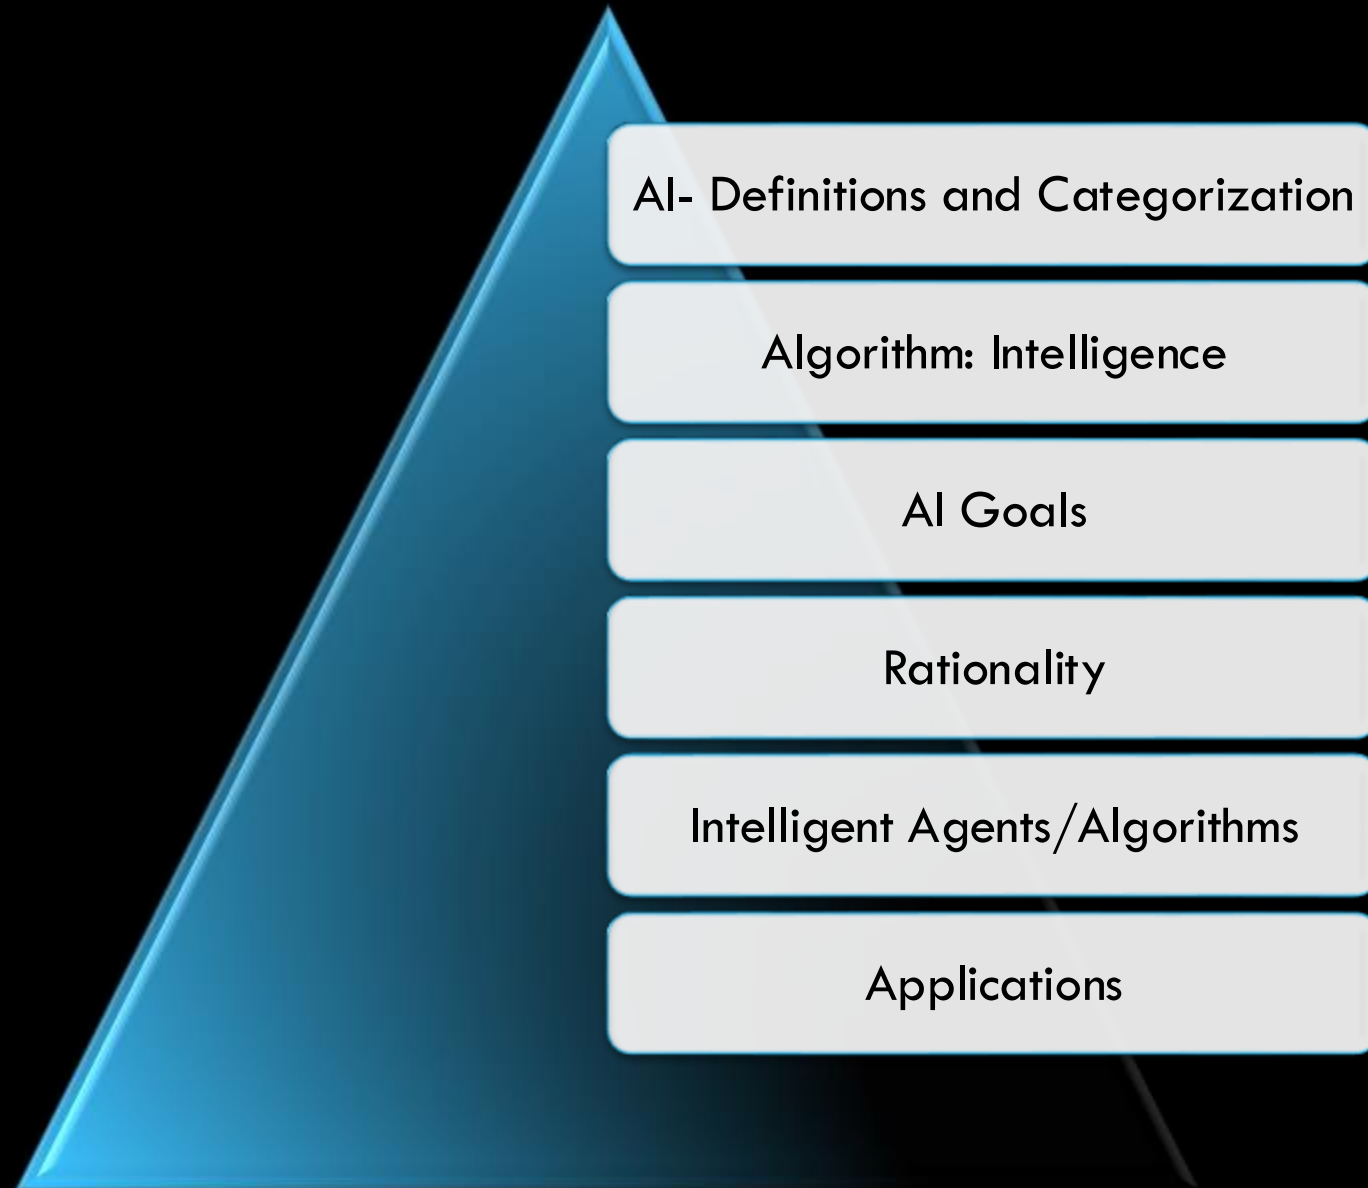 AI- Definitions and Categorization
Algorithm: Intelligence
AI Goals
Rationality
Intelligent Agents/Algorithms
Applications